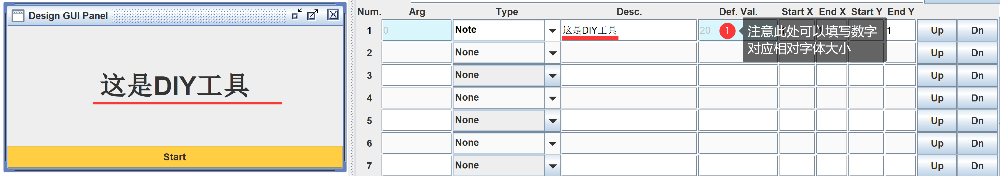 Design GUI Panel
这是DIY工具
Start
Num. Arg Type Desc. Def. Val. Start X End X Start Y End Y
1 0 Note 这是DIY工具 20 1 1 Up Dn
注意此处可以填写数字
对应相对字体大小
2 None Up Dn
3 None Up Dn
4 None Up Dn
5 None Up Dn
6 None Up Dn
7 None Up Dn